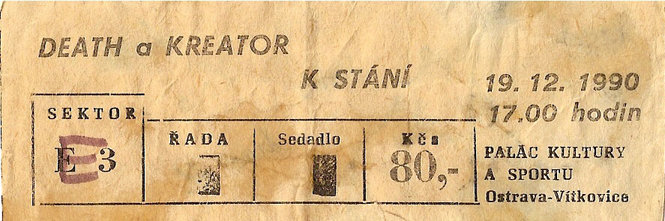 DEATH a KREATOR
K STÁNÍ
19. 12. 1990
17.00 hodin
SEKTOR
E 3
ŘADA
Sedadlo
Kčs
80,-
PALÁC KULTURY
A SPORTU
Ostrava-Vítkovice